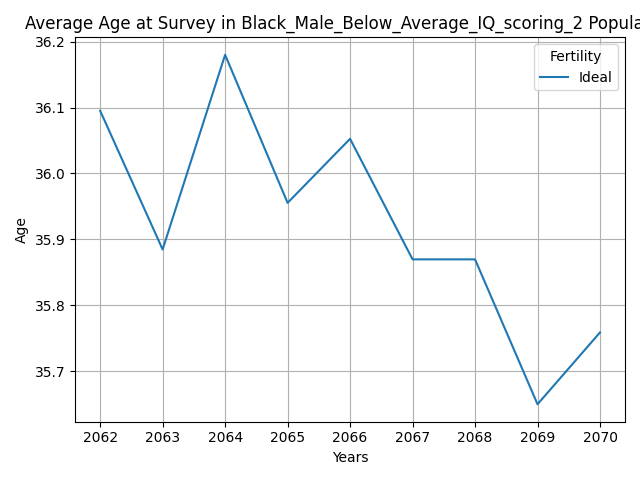 Average Age at Survey in Black_Male_Below_Average_IQ_scoring_2 Popula
36.2
36.1
36.0
35.9
35.8
35.7
Age
Fertility
Ideal
2062 2063 2064 2065 2066 2067 2068 2069 2070
Years